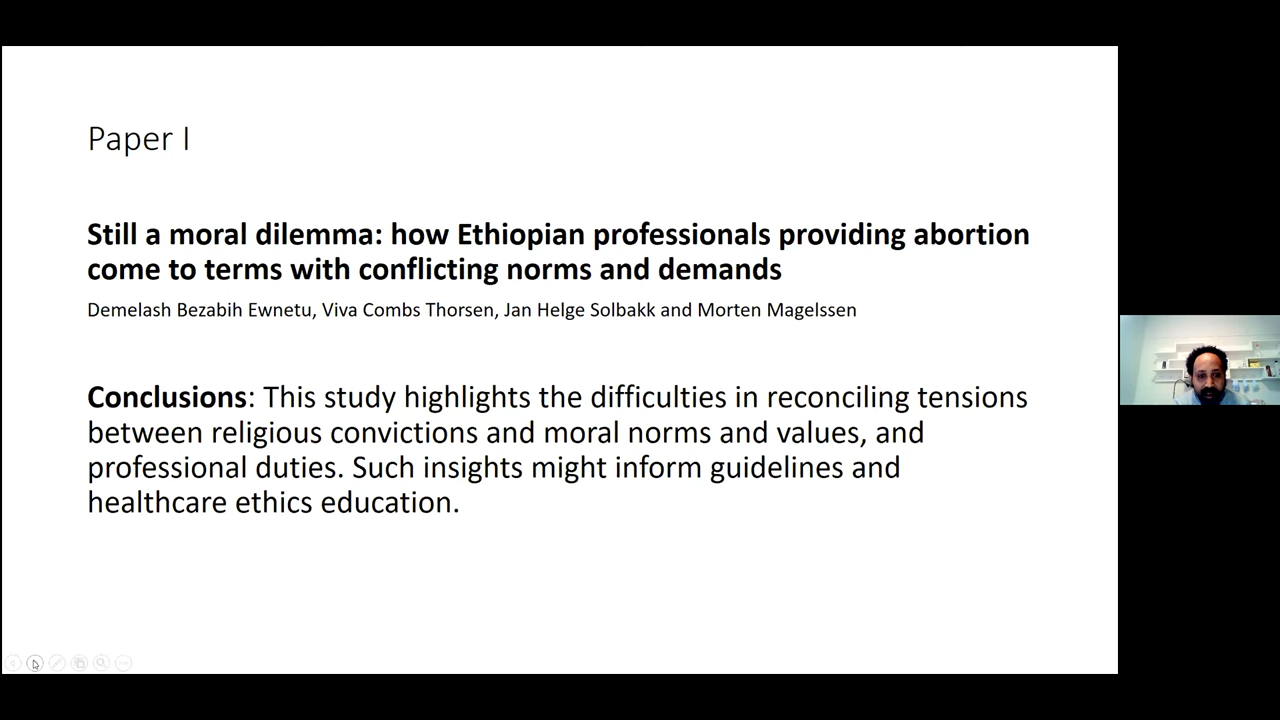 Paper I
Still a moral dilemma: how Ethiopian professionals providing abortion
come to terms with conflicting norms and demands
Demelash Bezabih Ewnetu, Viva Combs Thorsen, Jan Helge Solbakk and Morten Magelssen
Conclusions: This study highlights the difficulties in reconciling tensions
between religious convictions and moral norms and values, and
professional duties. Such insights might inform guidelines and
healthcare ethics education.